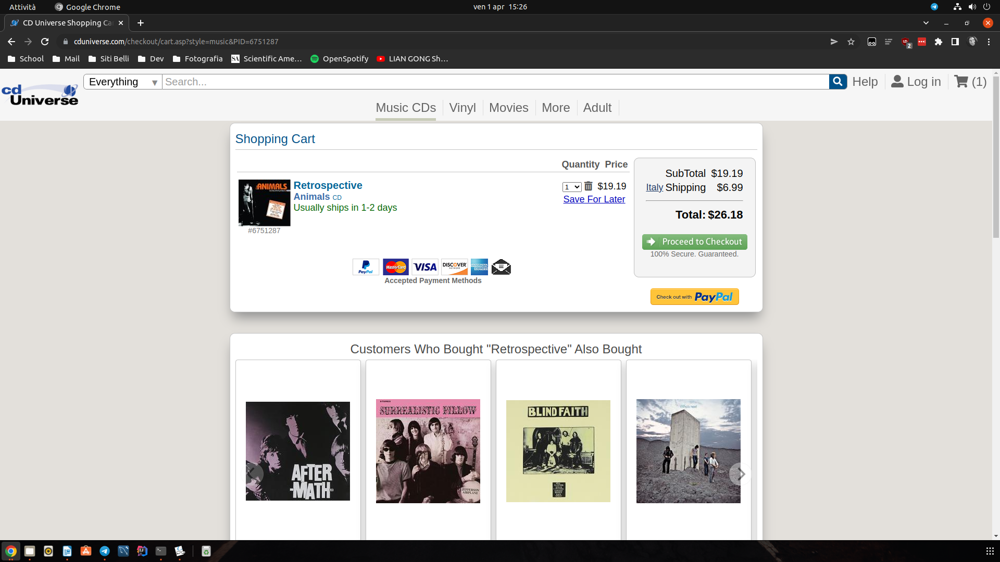 Attività
Google Chrome
ven 1 apr 15:26
CD Universe Shopping Ca
cduniverse.com/checkout/cart.asp?style=music&PID=6751287
2
School
Mail
Siti Belli
Dev
Fotografia
SA
Scientific Ame...
OpenSpotify
LIAN GONG Sh...
cd Universe
Everything
Search...
Help
Log in
(1)
Music CDs
Vinyl
Movies
More
Adult
Shopping Cart
Quantity Price
ANIMALS
Retrospective
Animals CD
Usually ships in 1-2 days
#6751287
1
$19.19
Save For Later
SubTotal $19.19
Italy Shipping $6.99
Total: $26.18
Proceed to Checkout
100% Secure. Guaranteed.
PayPal
MasterCard
VISA
DISCOVER
NETWORK
AMERICAN EXPRESS
Accepted Payment Methods
Check out with PayPal
Customers Who Bought "Retrospective" Also Bought
AFTER
-MATH
STEREO
SURREALISTIC PILLOW
JEFFERSON AIRPLANE
BLIND FAITH
Who's next